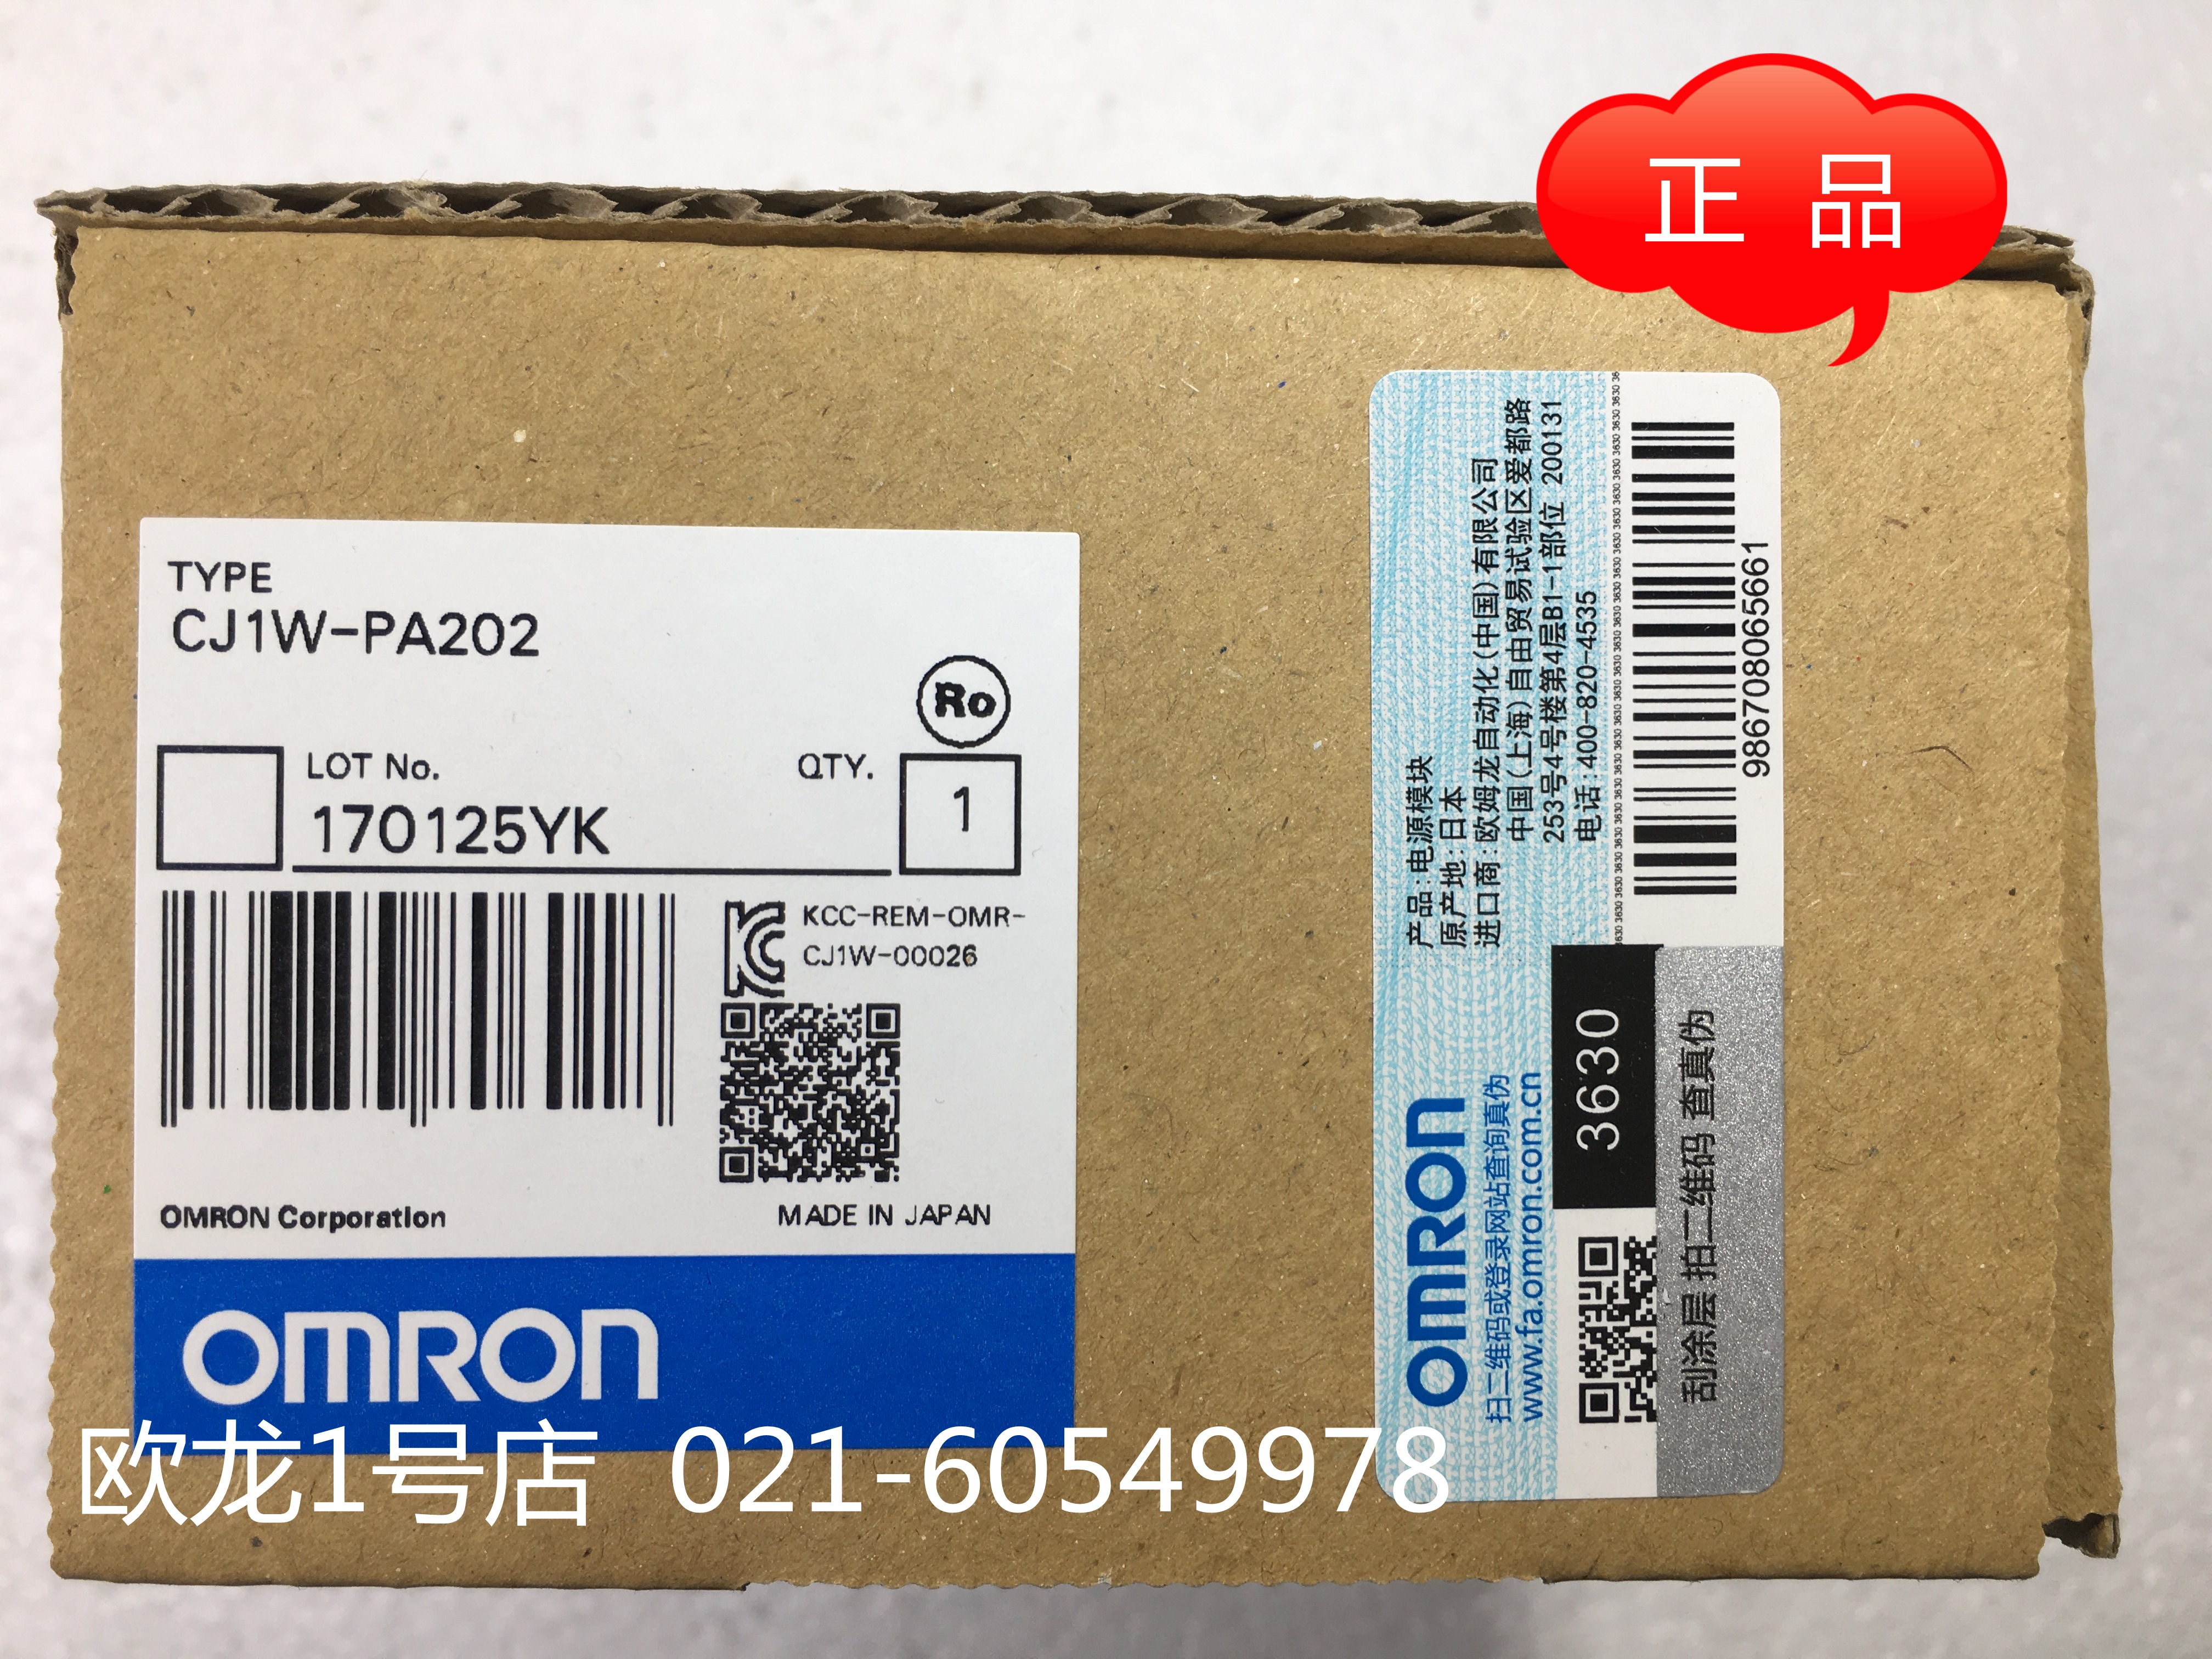 正 品
TYPE
CJ1W-PA202
Ro
LOT No.
170125YK
QTY.
1
KCC-REM-OMR-
CJ1W-00026
OMRON Corporation
MADE IN JAPAN
OMRON
产品:电源模块
原产地:日本
进口商:欧姆龙自动化(中国)有限公司
中国(上海)自由贸易试验区爱都路
253号4号楼第4层B1-1部位 200131
电话:400-820-4535
9867080665661
OMRON
扫二维码或登录网站查询真伪
www.fa.omron.com.cn
3630
刮涂层 拍二维码 查真伪
欧龙1号店 021-60549978